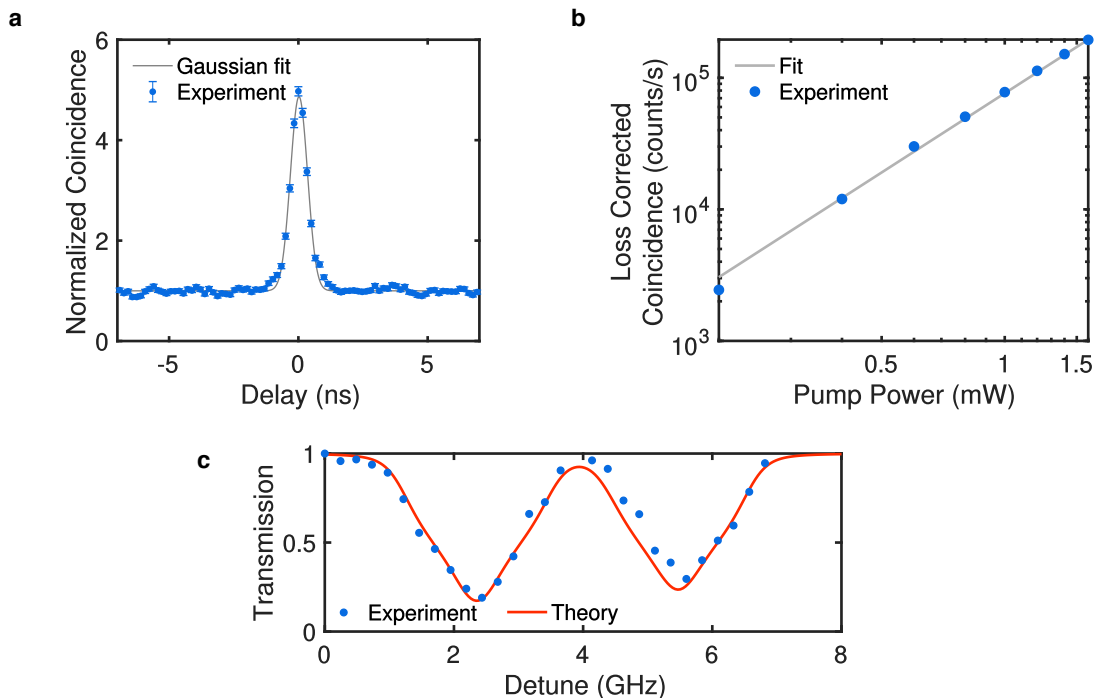 a
6
4
2
0
-5
0
5
Normalized Coincidence
Delay (ns)
Gaussian fit
Experiment
b
10^5
10^4
10^3
0.5
1
1.5
Loss Corrected
Coincidence (counts/s)
Pump Power (mW)
Fit
Experiment
c
1
0.5
0
0
2
4
6
8
Transmission
Detune (GHz)
Experiment
Theory